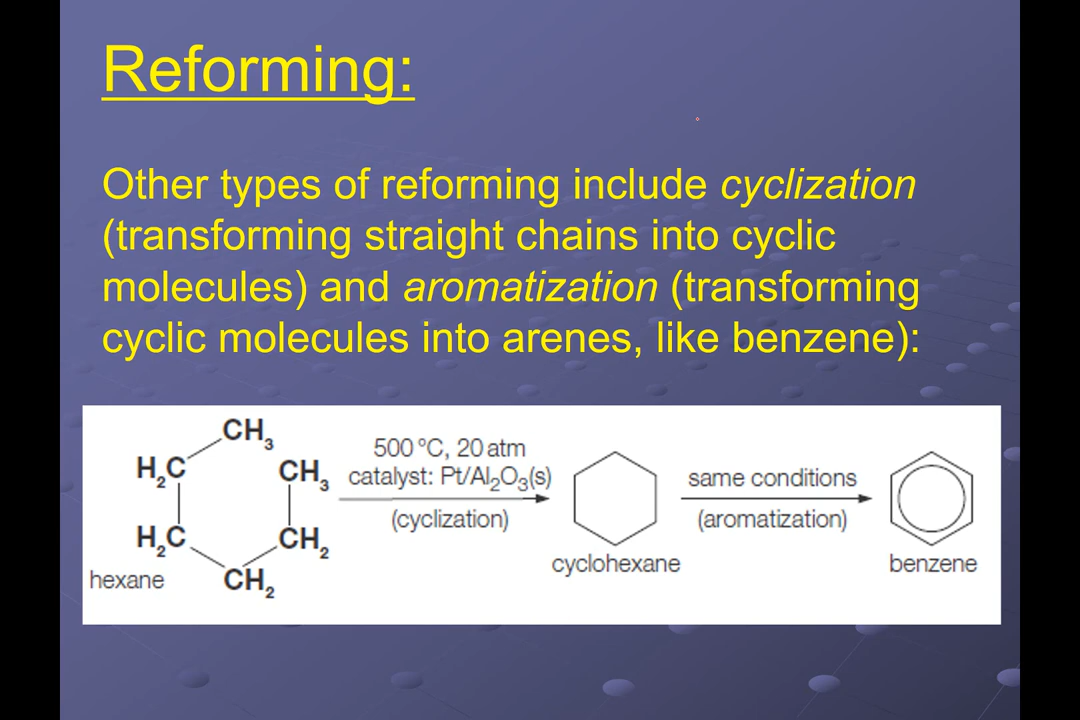 Reforming:
Other types of reforming include cyclization
(transforming straight chains into cyclic
molecules) and aromatization (transforming
cyclic molecules into arenes, like benzene):
CH₃
H₂C
CH₃
H₂C
CH₂
CH₂
hexane
500 °C, 20 atm
catalyst: Pt/Al₂O₃(s)
(cyclization)
cyclohexane
same conditions
(aromatization)
benzene